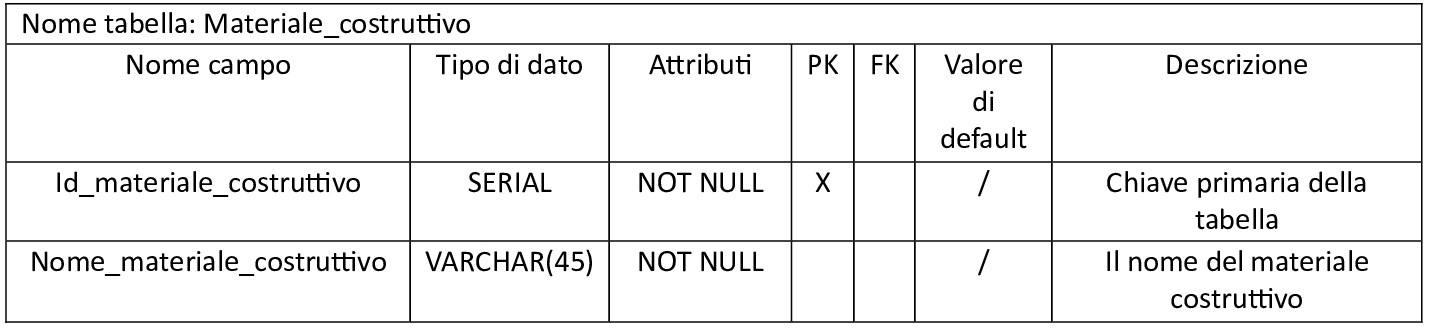 Nome tabella: Materiale_costruttivo
Nome campo Tipo di dato Attributi PK FK Valore di default Descrizione
Id_materiale_costruttivo SERIAL NOT NULL X / Chiave primaria della tabella
Nome_materiale_costruttivo VARCHAR(45) NOT NULL / Il nome del materiale costruttivo